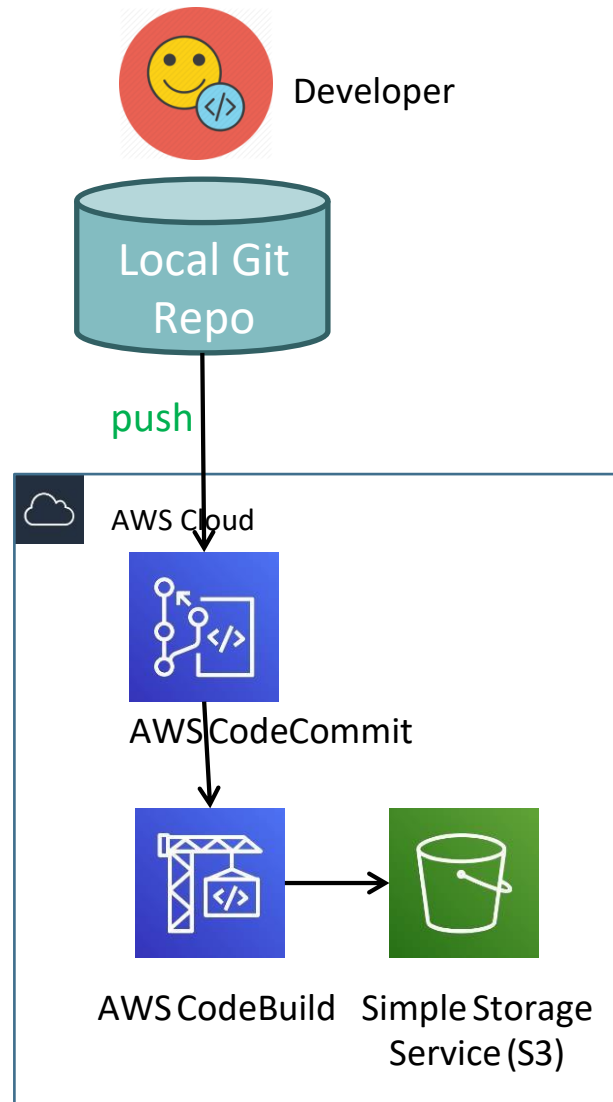 Developer
</>
Local Git
Repo
push
AWS Cloud
</>
AWS CodeCommit
</>
AWS CodeBuild
Simple Storage
Service (S3)